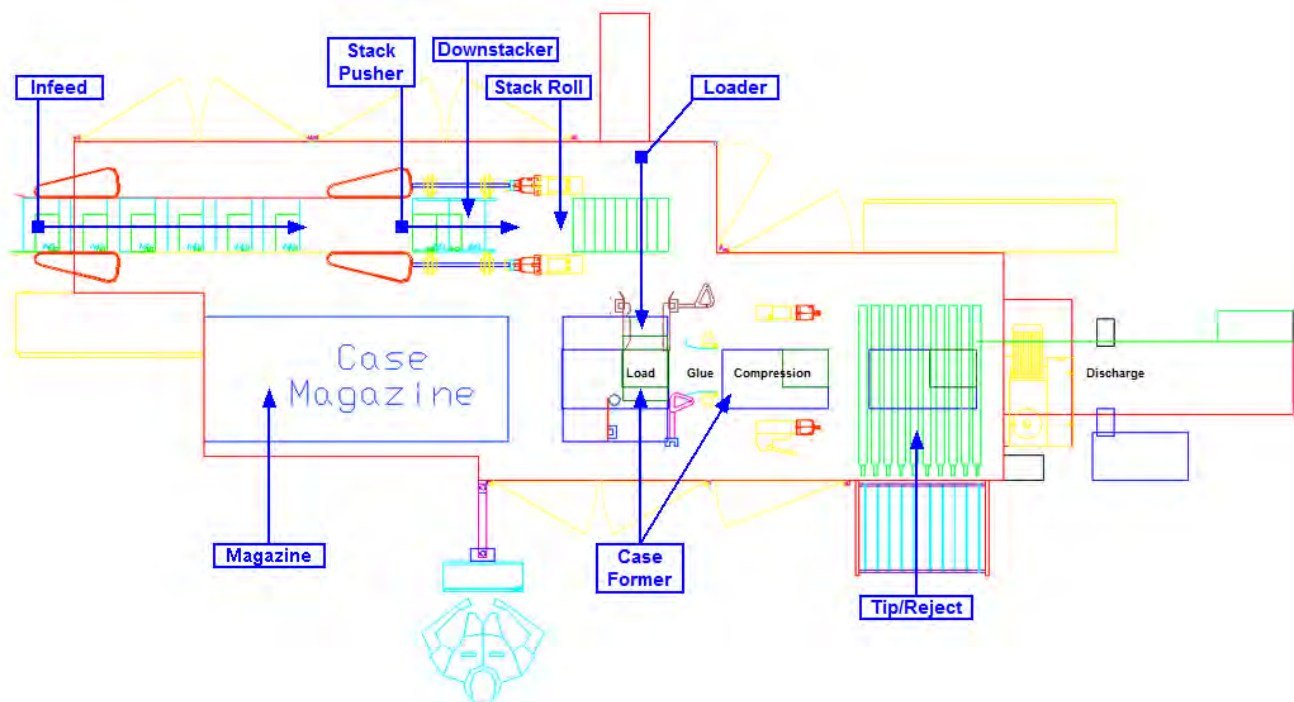 Infeed
Stack
Pusher
Downstacker
Stack Roll
Loader
Case
Magazine
Load
Glue
Compression
Discharge
Magazine
Case
Former
Tip/Reject